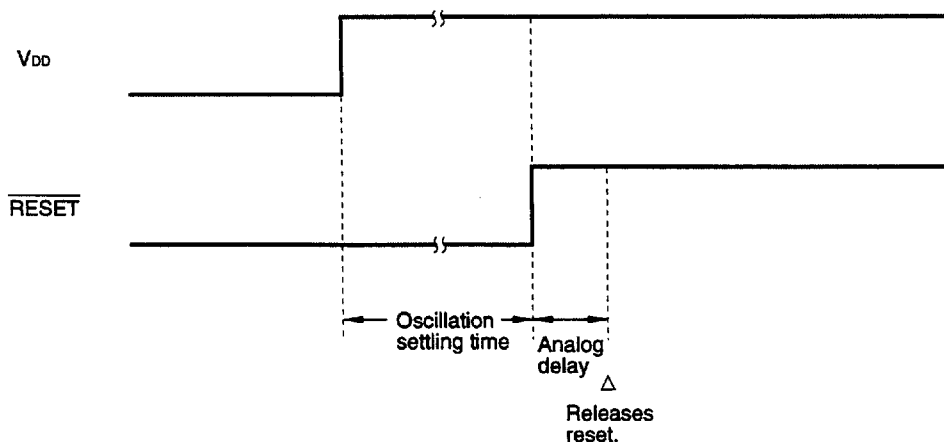 VDD
RESET
Oscillation
settling time
Analog
delay
Releases
reset.